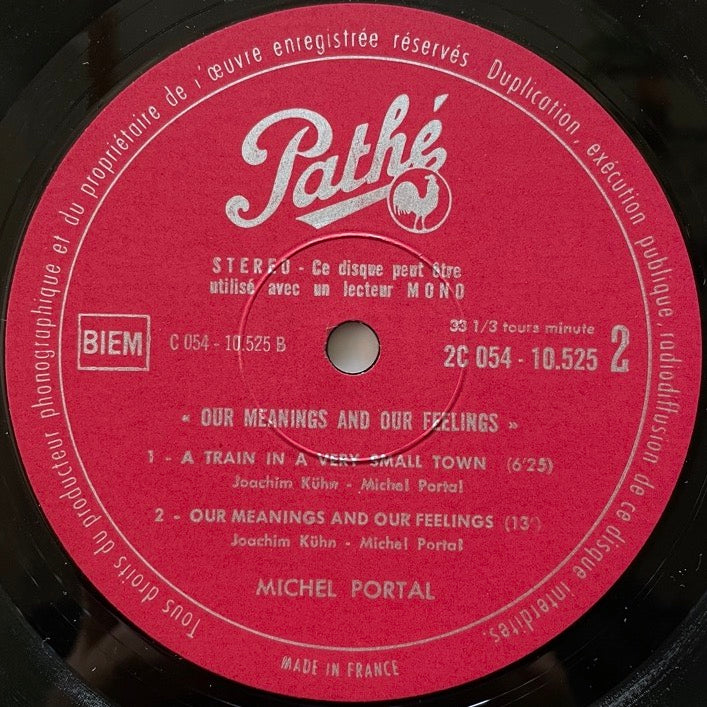 Tous droits du producteur phonographique et du propriétaire de l'œuvre enregistrée réservés. Duplication, exécution publique, radiodiffusion de ce disque interdites.
Pathé
STEREO - Ce disque peut être
utilisé avec un lecteur MONO
BIEM
C 054 - 10.525 B
33 1/3 tours minute
2C 054 - 10.525
2
« OUR MEANINGS AND OUR FEELINGS »
1 - A TRAIN IN A VERY SMALL TOWN (6'25)
Joachim Kühn - Michel Portal
2 - OUR MEANINGS AND OUR FEELINGS (13')
Joachim Kühn - Michel Portal
MICHEL PORTAL
MADE IN FRANCE